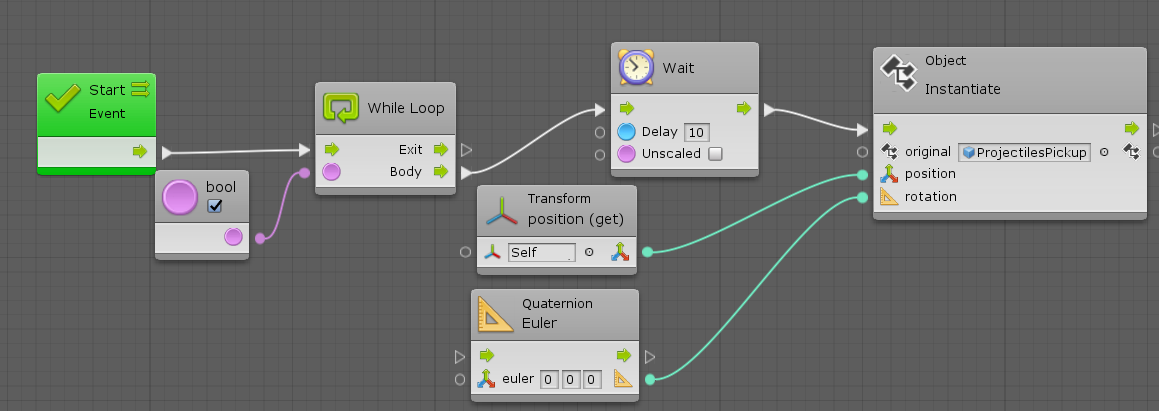 Start
Event
bool
While Loop
Exit
Body
Wait
Delay 10
Unscaled
Transform
position (get)
Self
Quaternion
Euler
euler 0 0 0
Object
Instantiate
original ProjectilesPickup
position
rotation